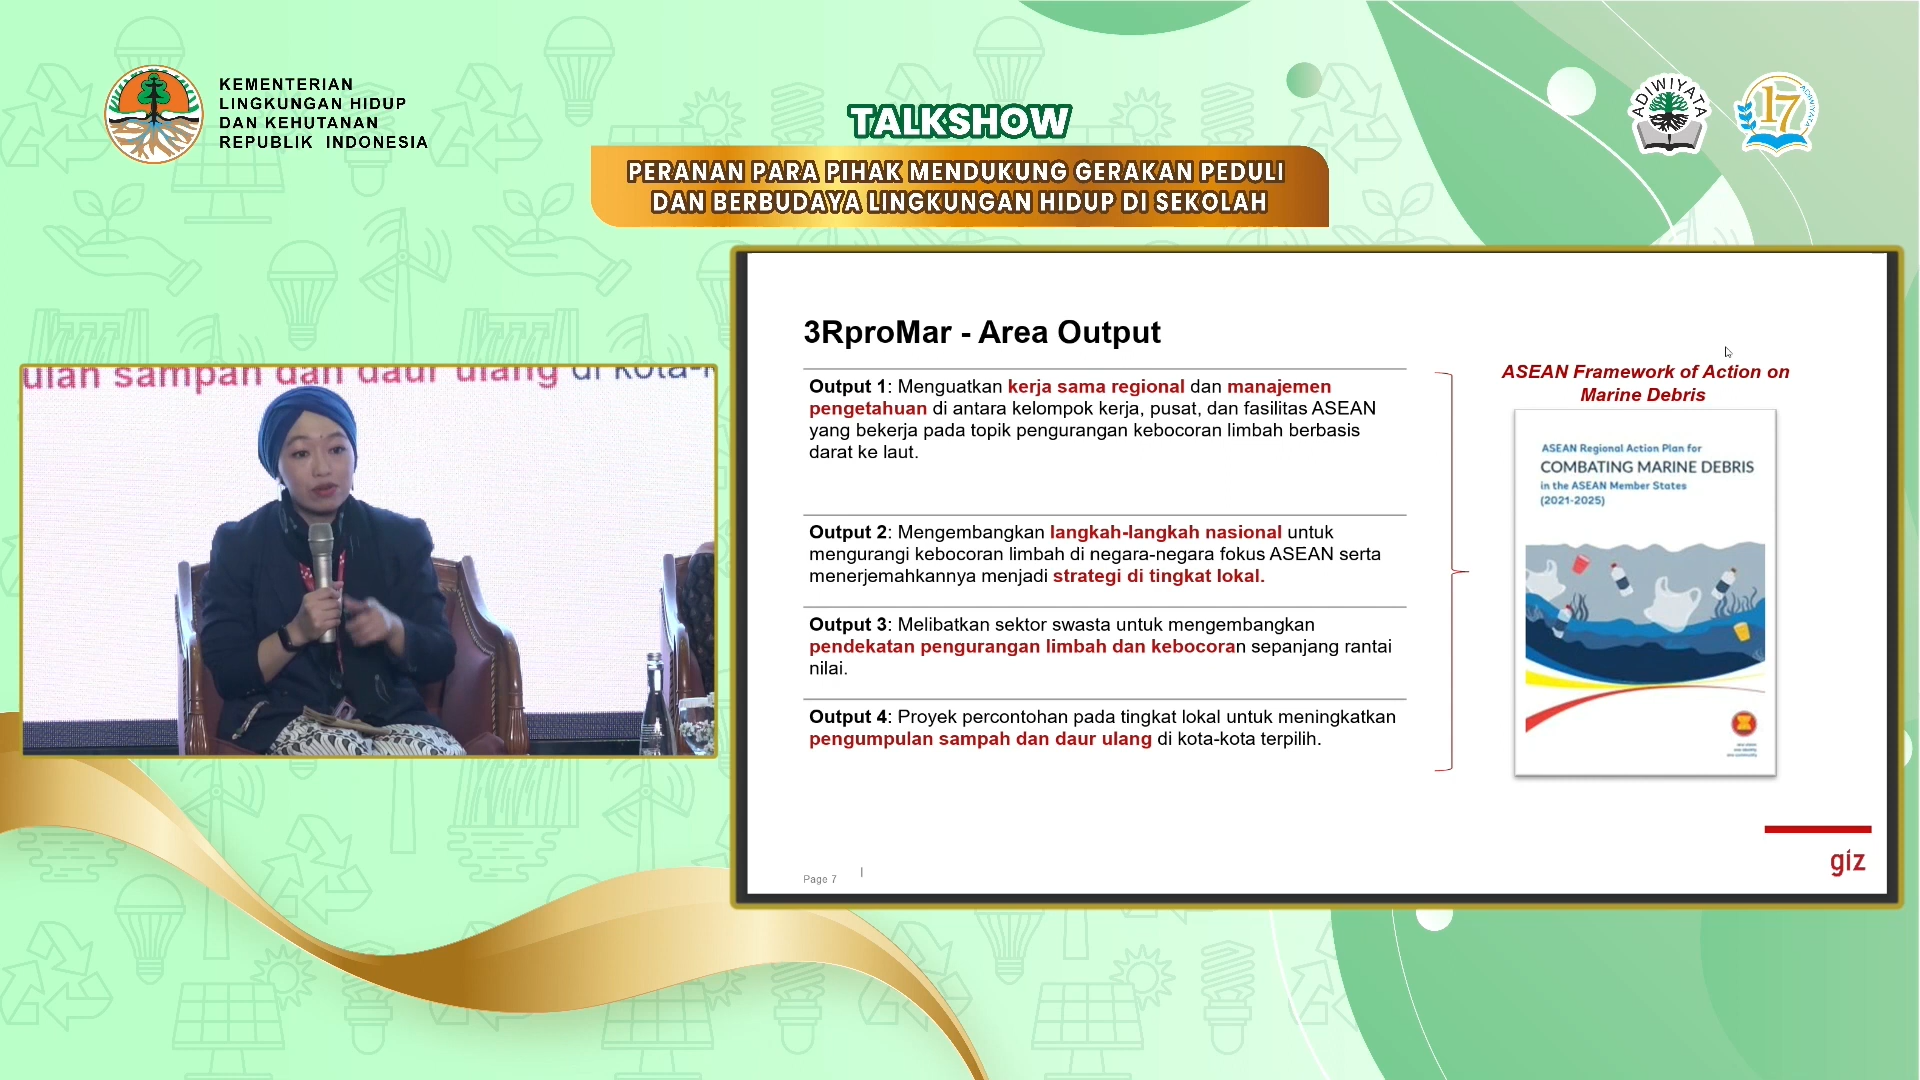 KEMENTERIAN
LINGKUNGAN HIDUP
DAN KEHUTANAN
REPUBLIK INDONESIA
TALKSHOW
PERANAN PARA PIHAK MENDUKUNG GERAKAN PEDULI
DAN BERBUDAYA LINGKUNGAN HIDUP DI SEKOLAH
ADIWIYATA
17
ADIWIYATA
ulan sampah dan daur ulang di kota-k
3RproMar - Area Output
Output 1: Menguatkan kerja sama regional dan manajemen
pengetahuan di antara kelompok kerja, pusat, dan fasilitas ASEAN
yang bekerja pada topik pengurangan kebocoran limbah berbasis
darat ke laut.
Output 2: Mengembangkan langkah-langkah nasional untuk
mengurangi kebocoran limbah di negara-negara fokus ASEAN serta
menerjemahkannya menjadi strategi di tingkat lokal.
Output 3: Melibatkan sektor swasta untuk mengembangkan
pendekatan pengurangan limbah dan kebocoran sepanjang rantai
nilai.
Output 4: Proyek percontohan pada tingkat lokal untuk meningkatkan
pengumpulan sampah dan daur ulang di kota-kota terpilih.
ASEAN Framework of Action on
Marine Debris
ASEAN Regional Action Plan for
COMBATING MARINE DEBRIS
in the ASEAN Member States
(2021-2025)
Page 7
giz